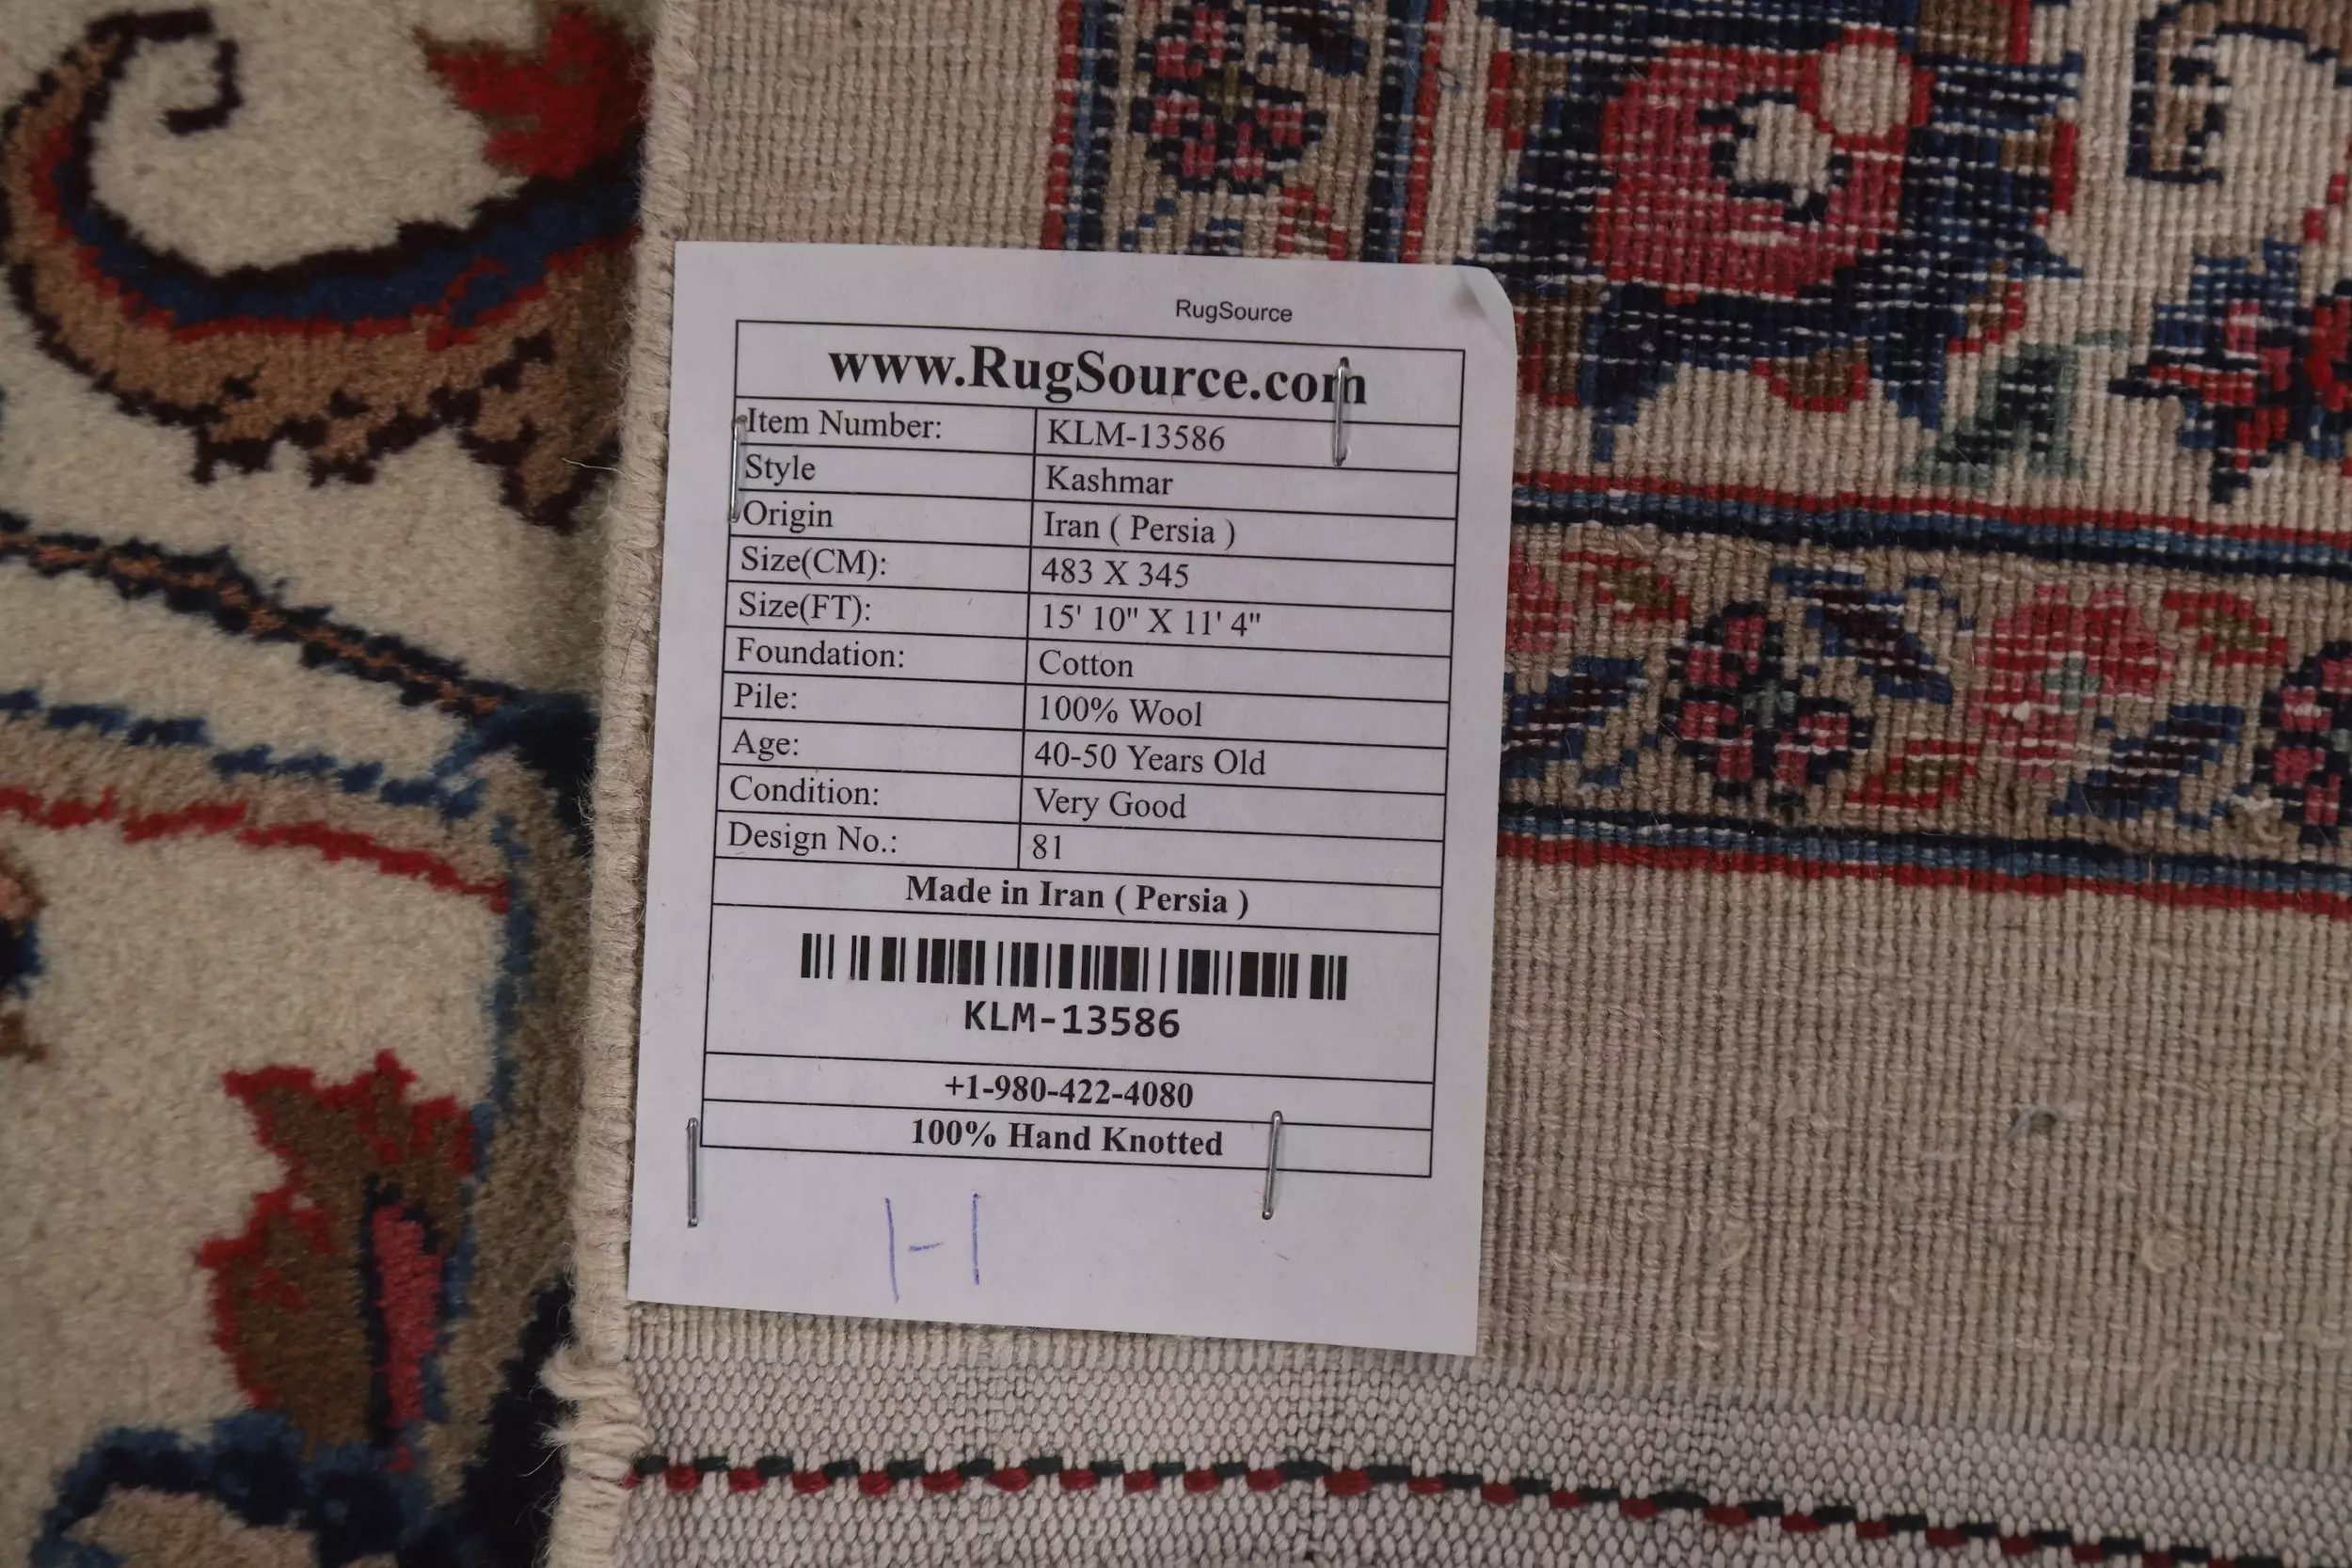 RugSource
www.RugSource.com
Item Number: KLM-13586
Style Kashmar
Origin Iran ( Persia )
Size(CM): 483 X 345
Size(FT): 15' 10" X 11' 4"
Foundation: Cotton
Pile: 100% Wool
Age: 40-50 Years Old
Condition: Very Good
Design No.: 81
Made in Iran ( Persia )
KLM-13586
+1-980-422-4080
100% Hand Knotted
1-1